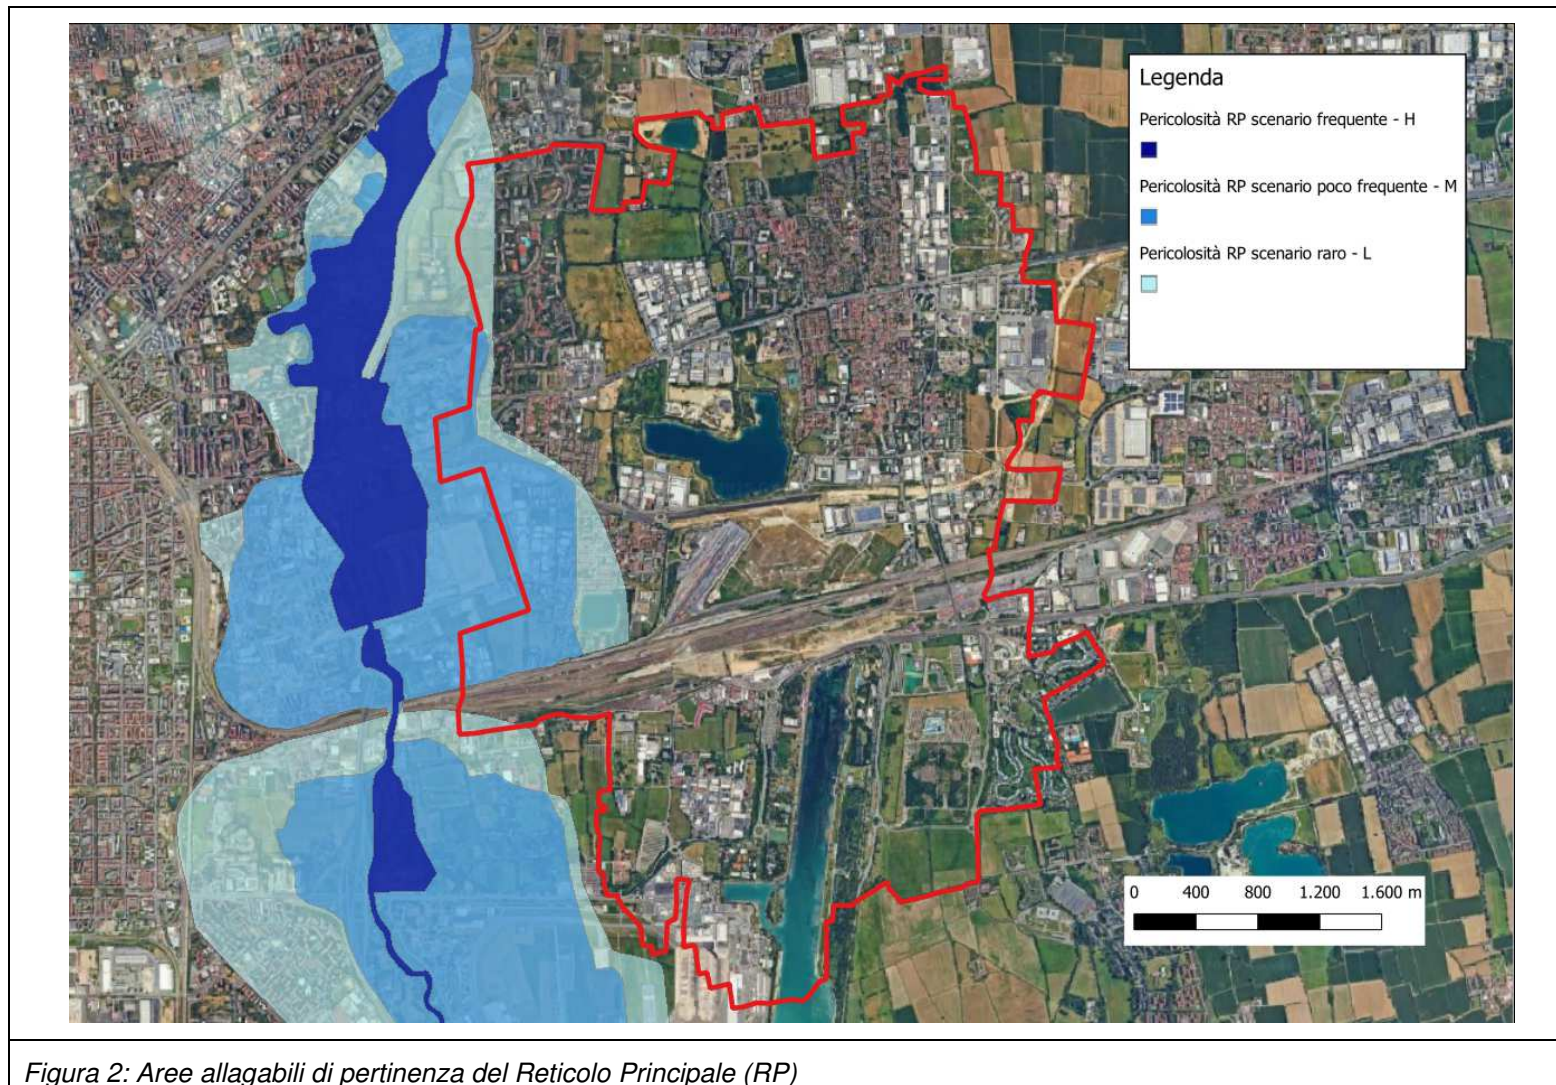 Legenda
Pericolosità RP scenario frequente - H
Pericolosità RP scenario poco frequente - M
Pericolosità RP scenario raro - L
0 400 800 1.200 1.600 m
Figura 2: Aree allagabili di pertinenza del Reticolo Principale (RP)